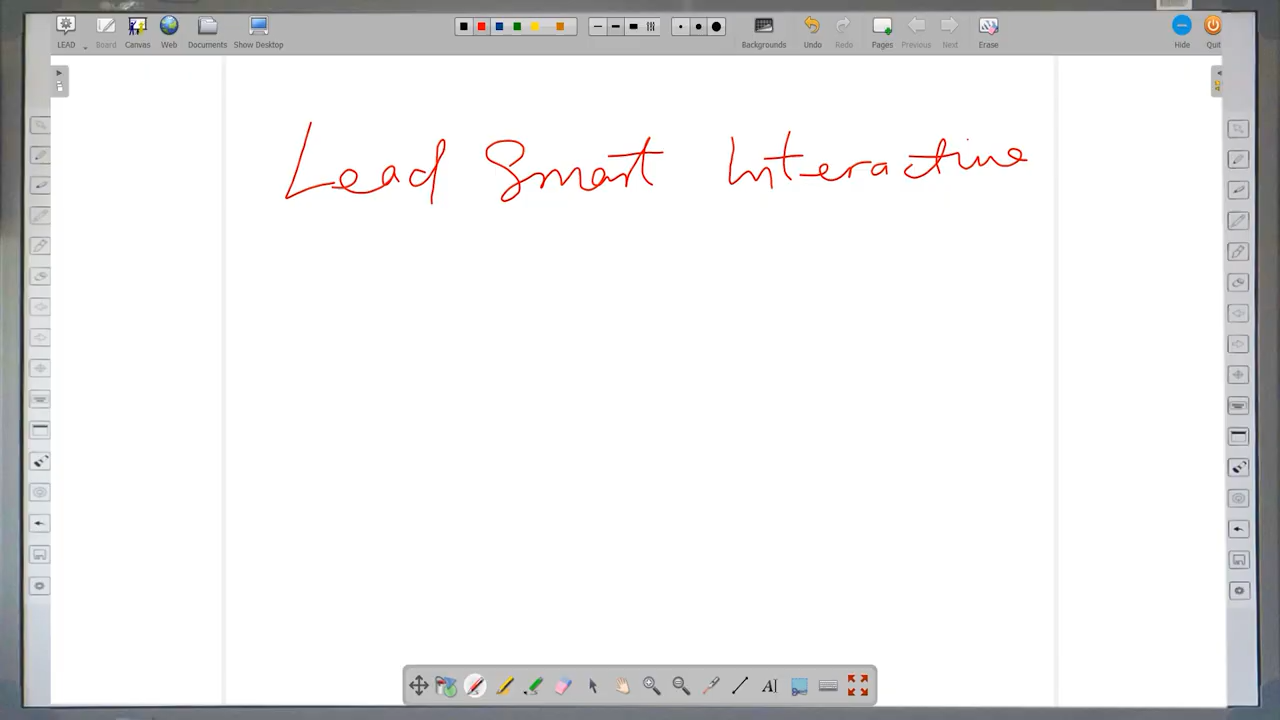 LEAD Board Canvas Web Documents Show Desktop Backgrounds Undo Redo Pages Previous Next Erase Hide Quit
Lead Smart Interactive
AI